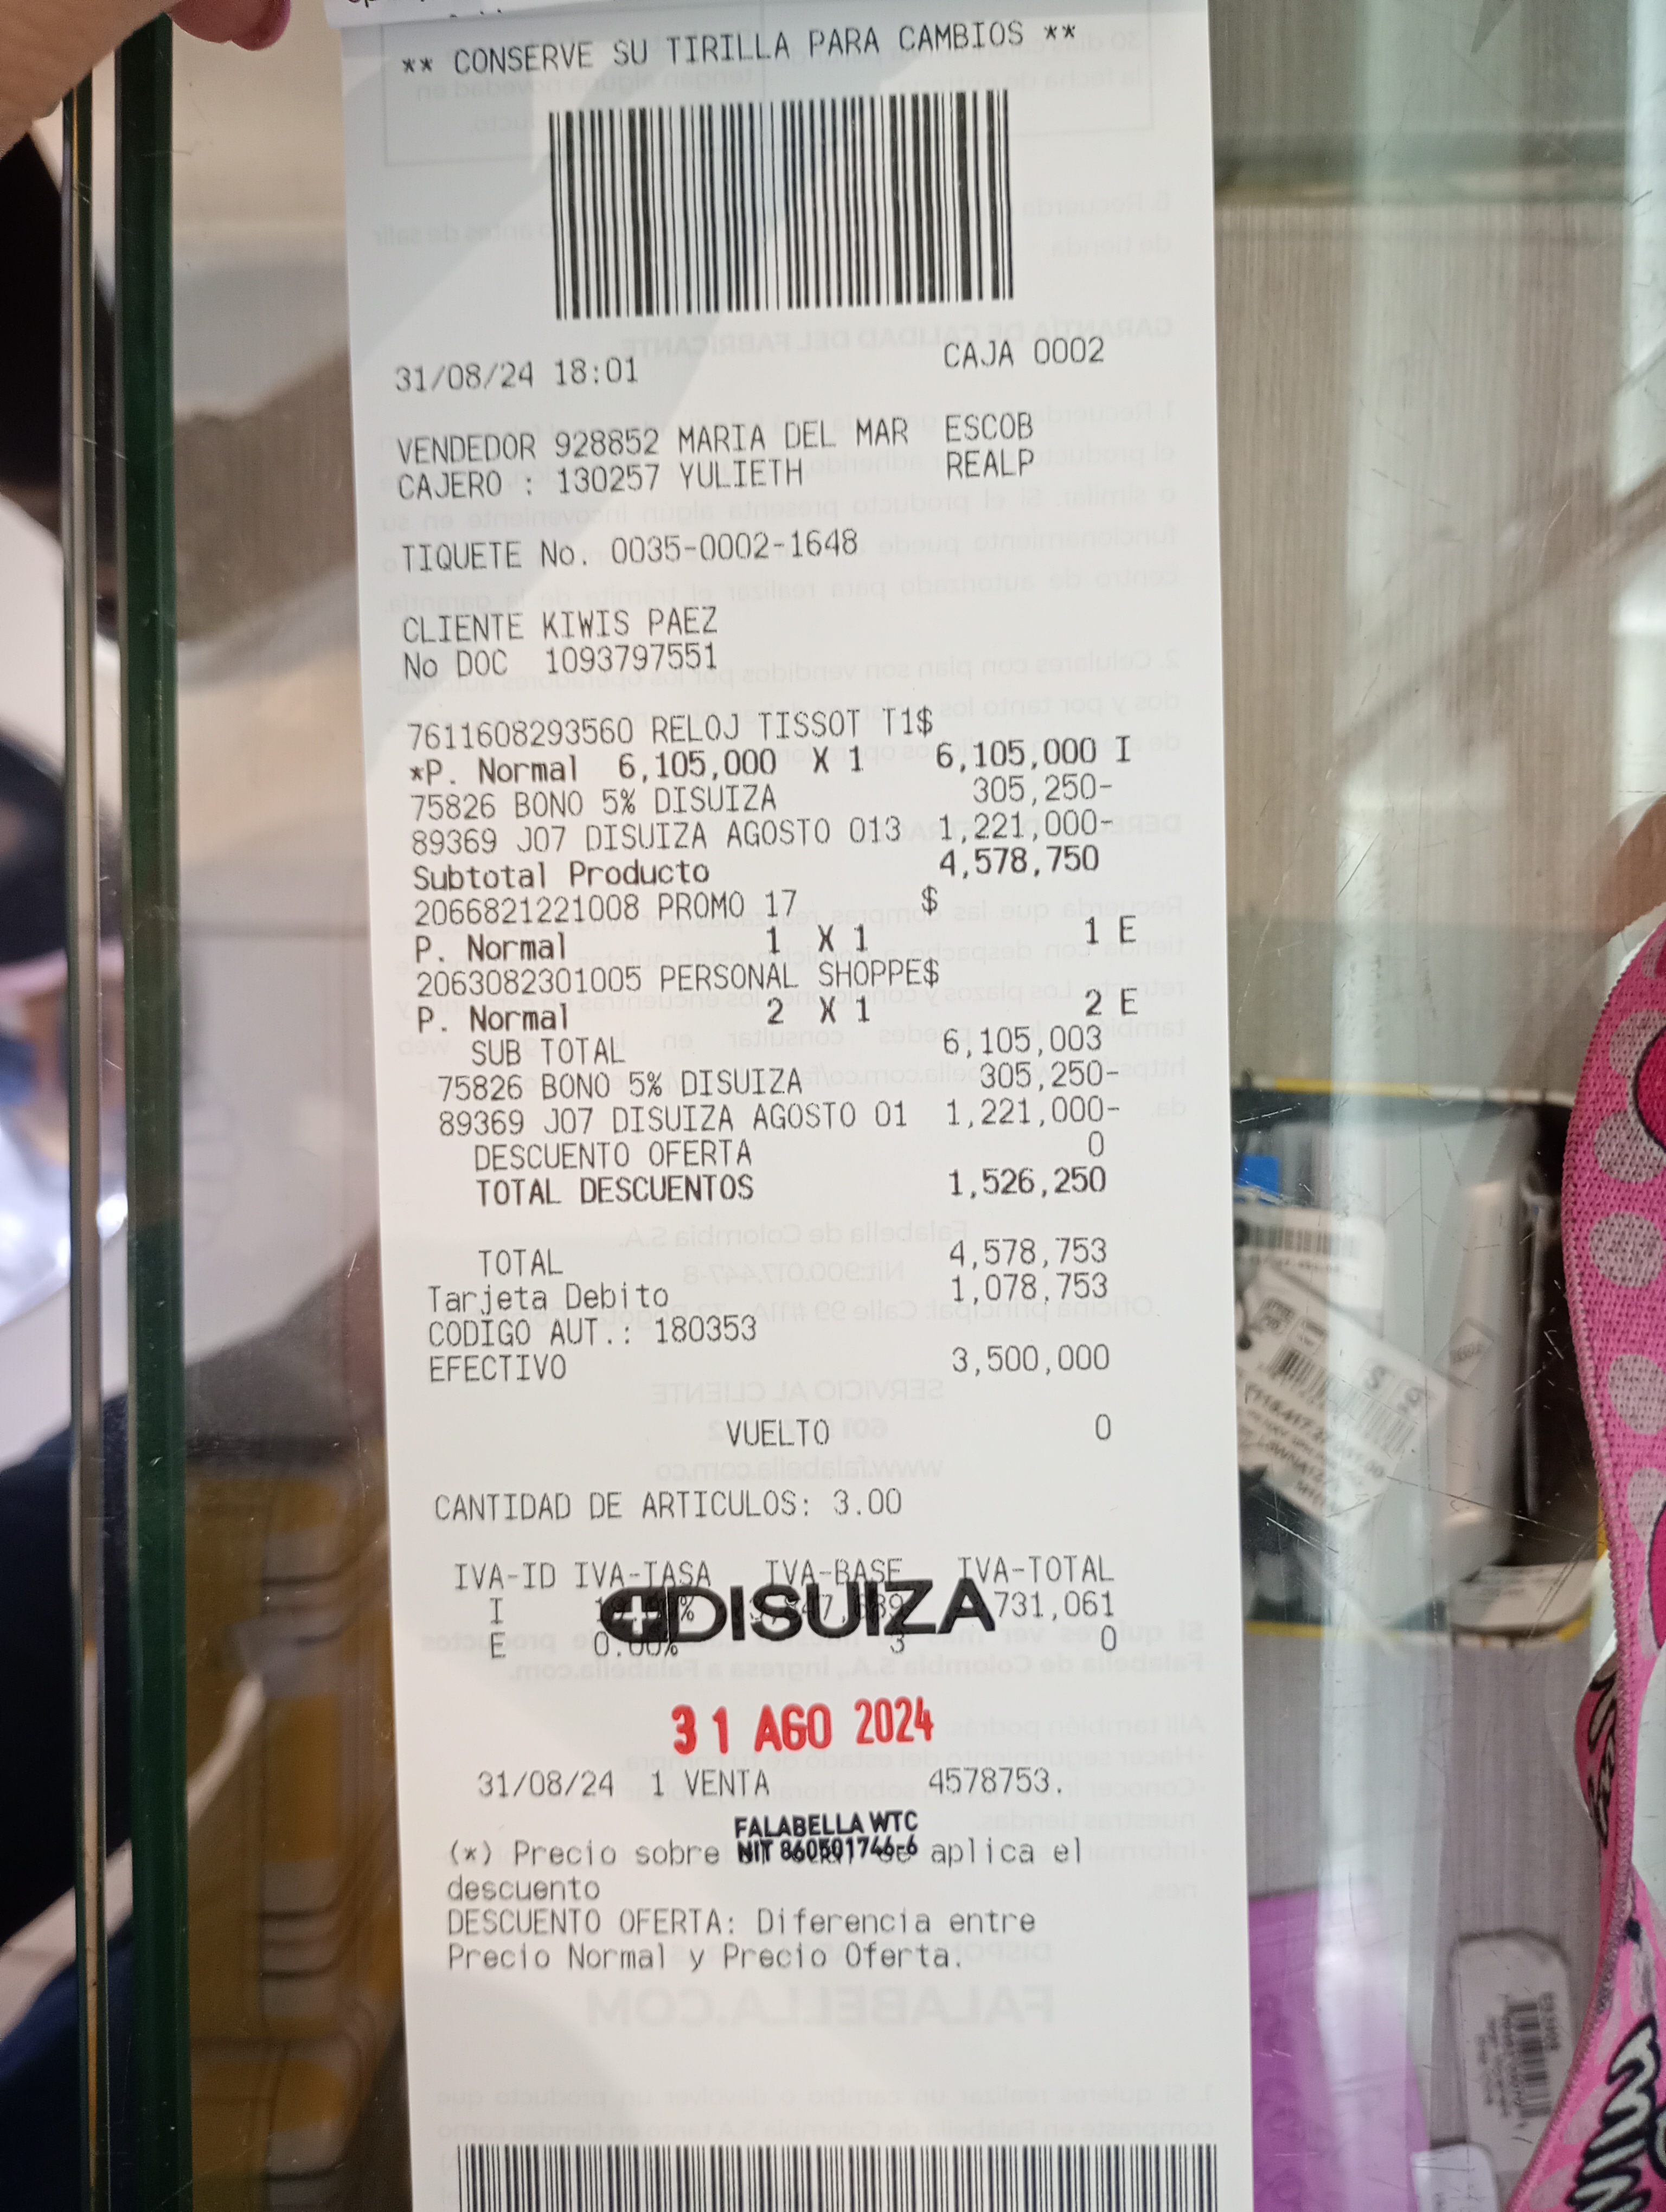 ** CONSERVE SU TIRILLA PARA CAMBIOS **
31/08/24 18:01 CAJA 0002
VENDEDOR 928852 MARIA DEL MAR ESCOB
CAJERO : 130257 YULIETH REALP
TIQUETE No. 0035-0002-1648
CLIENTE KIWIS PAEZ
No DOC 1093797551
7611608293560 RELOJ TISSOT T1$
*P. Normal 6,105,000 X 1 6,105,000 I
75826 BONO 5% DISUIZA 305,250-
89369 J07 DISUIZA AGOSTO 013 1,221,000-
Subtotal Producto 4,578,750
2066821221008 PROMO 17 $
P. Normal 1 X 1 1 E
2063082301005 PERSONAL SHOPPE$
P. Normal 2 X 1 2 E
SUB TOTAL 6,105,003
75826 BONO 5% DISUIZA 305,250-
89369 J07 DISUIZA AGOSTO 01 1,221,000-
DESCUENTO OFERTA 0
TOTAL DESCUENTOS 1,526,250
TOTAL 4,578,753
Tarjeta Debito 1,078,753
CODIGO AUT.: 180353
EFECTIVO 3,500,000
VUELTO 0
CANTIDAD DE ARTICULOS: 3.00
IVA-ID IVA-TASA IVA-BASE IVA-TOTAL
I 731,061
DISUIZA
E 0.00% 3 0
31 AGO 2024
31/08/24 1 VENTA 4578753.
FALABELLA WTC
NIT 860501746-6
(*) Precio sobre aplica el
descuento
DESCUENTO OFERTA: Diferencia entre
Precio Normal y Precio Oferta.